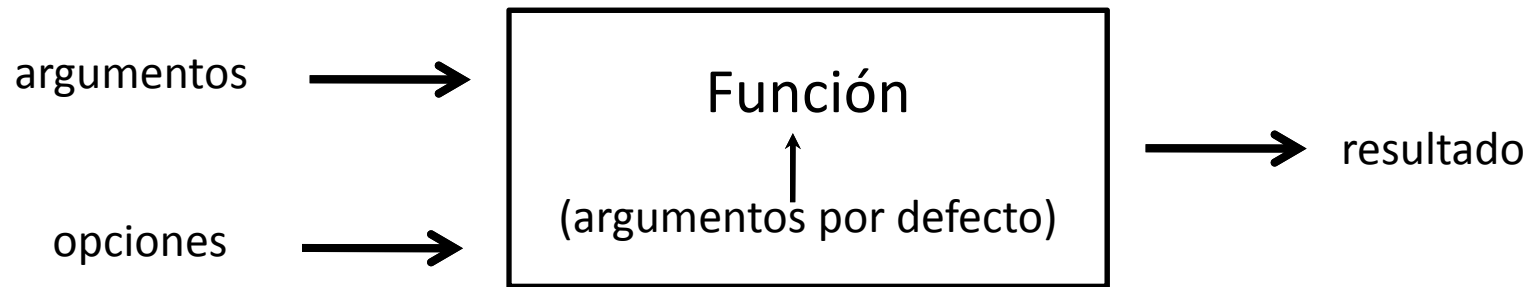 argumentos
opciones
Función
(argumentos por defecto)
resultado